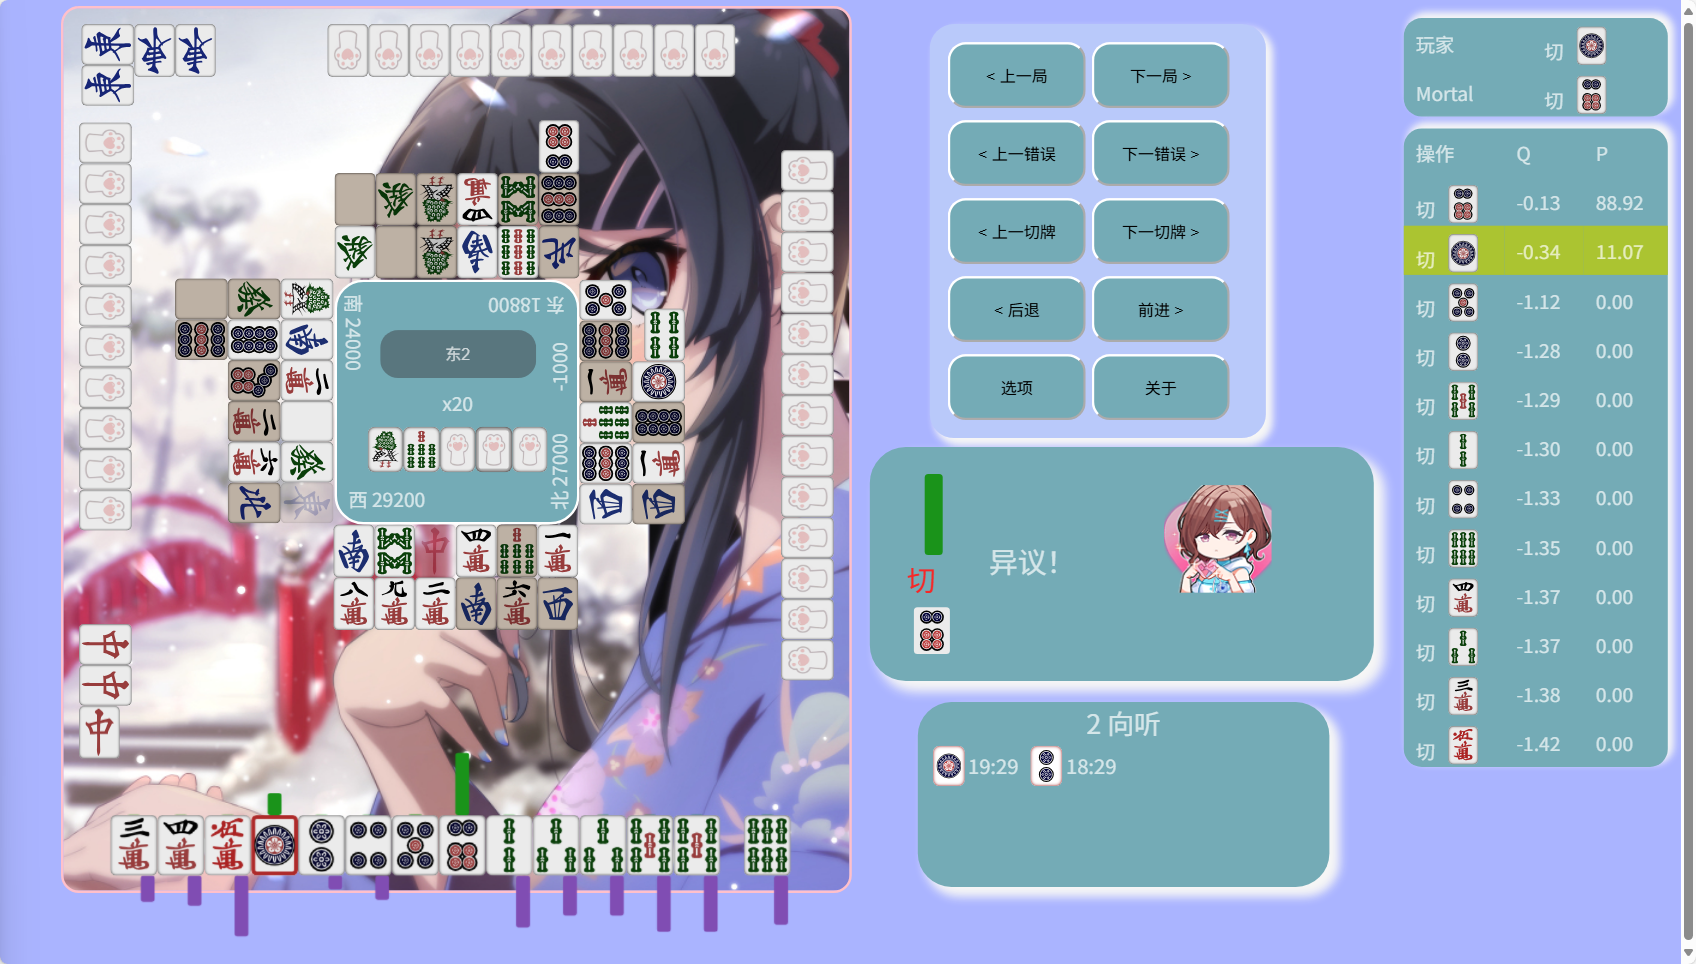 南 24000
东 18800
东2
-1000
x20
西 29200
北 27000
< 上一局
下一局 >
< 上一错误
下一错误 >
< 上一切牌
下一切牌 >
< 后退
前进 >
选项
关于
异议!
切
2 向听
19:29
18:29
玩家 切
Mortal 切
操作 Q P
切 -0.13 88.92
切 -0.34 11.07
切 -1.12 0.00
切 -1.28 0.00
切 -1.29 0.00
切 -1.30 0.00
切 -1.33 0.00
切 -1.35 0.00
切 -1.37 0.00
切 -1.37 0.00
切 -1.38 0.00
切 -1.42 0.00